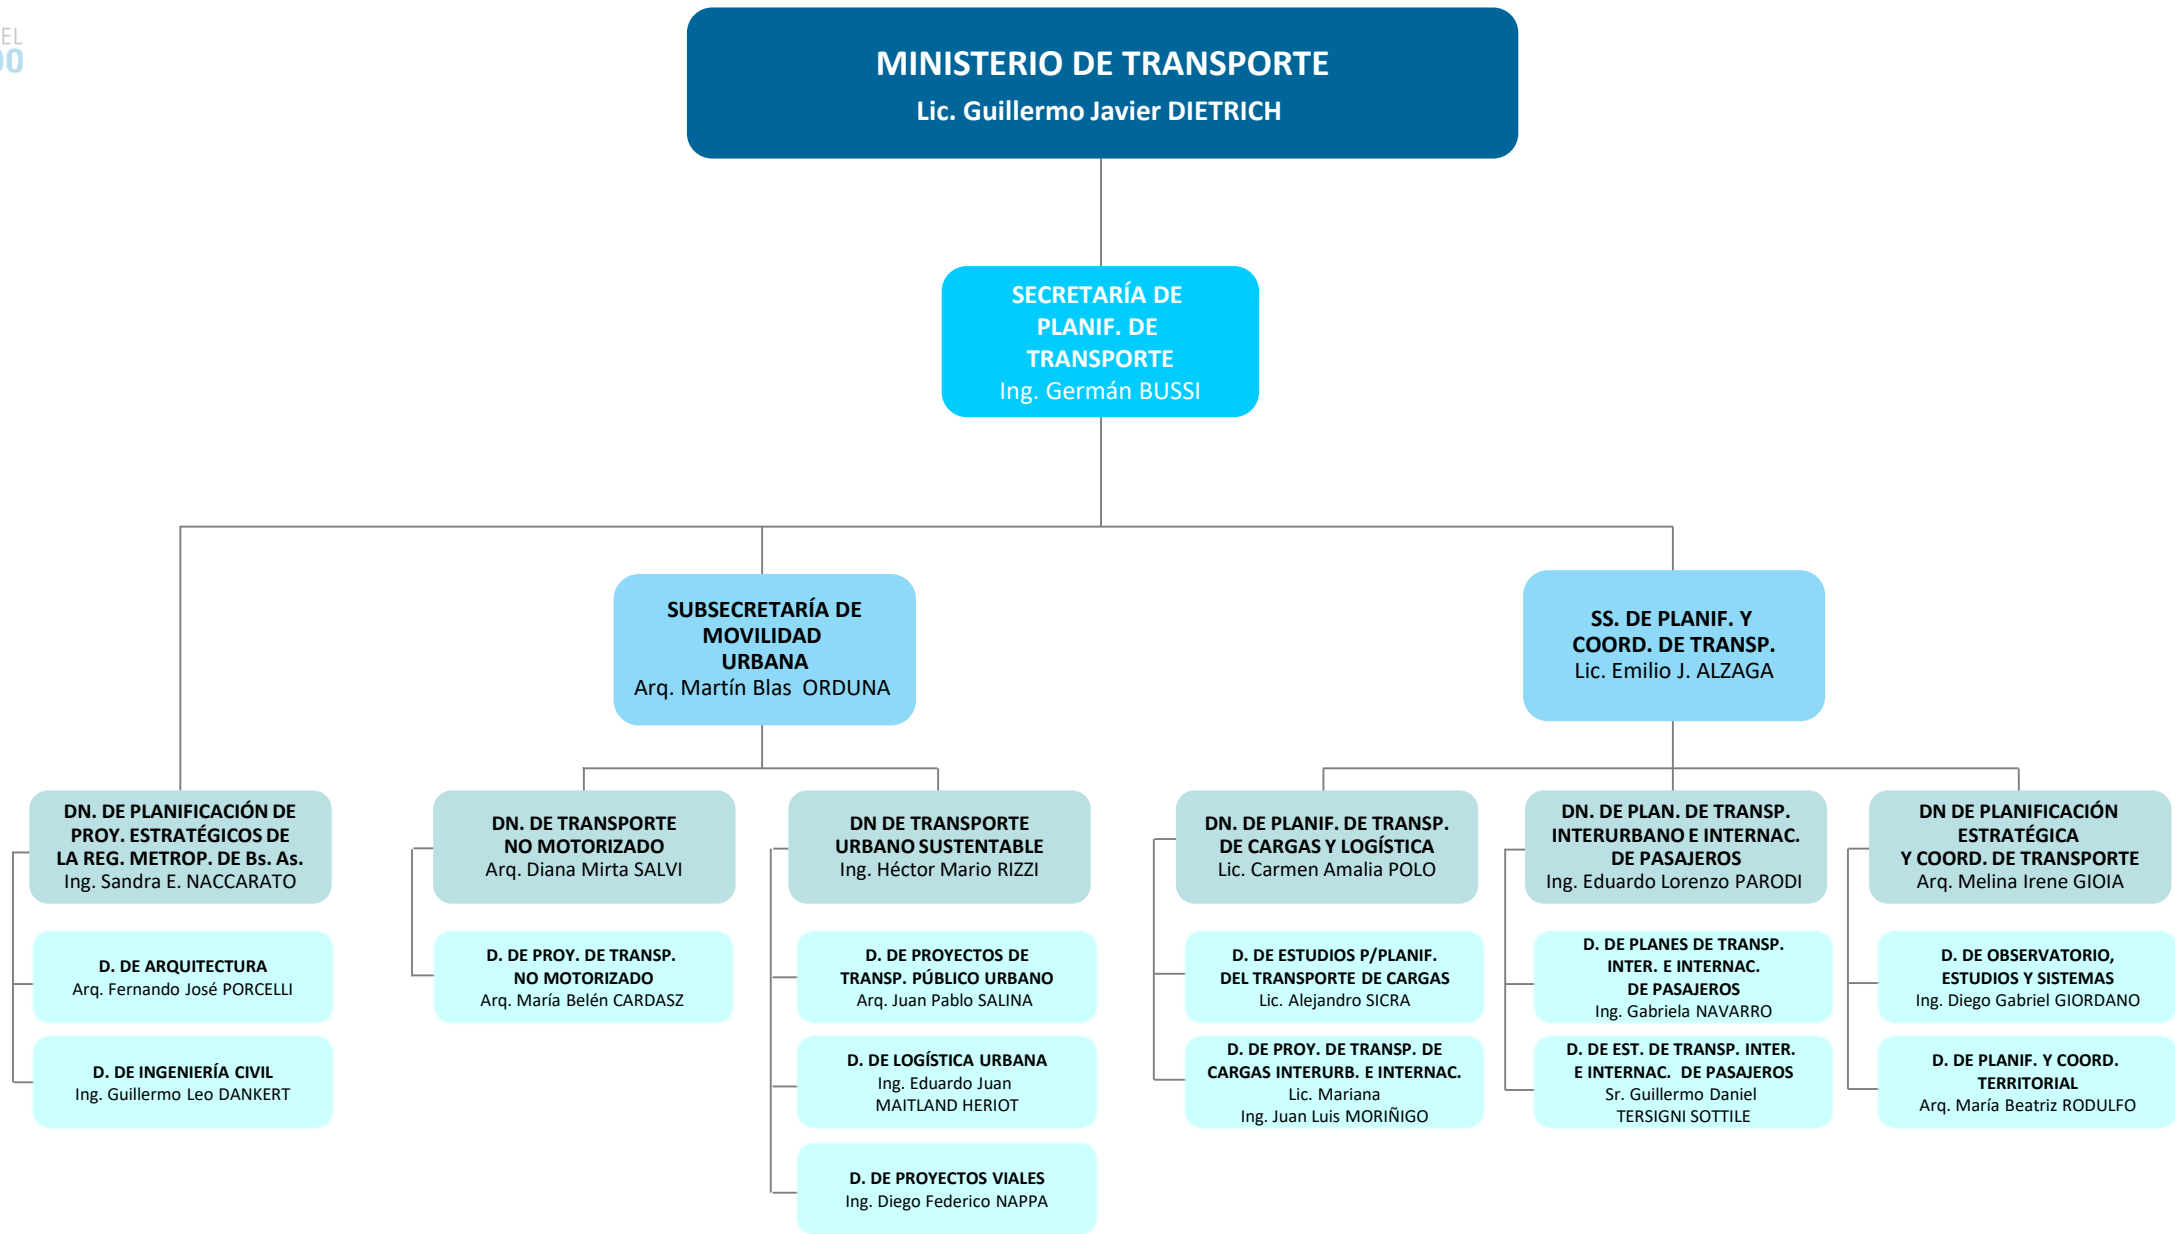 EL
MINISTERIO DE TRANSPORTE
Lic. Guillermo Javier DIETRICH
SECRETARÍA DE
PLANIF. DE
TRANSPORTE
Ing. Germán BUSSI
SUBSECRETARÍA DE
MOVILIDAD
URBANA
Arq. Martín Blas ORDUNA
SS. DE PLANIF. Y
COORD. DE TRANSP.
Lic. Emilio J. ALZAGA
DN. DE PLANIFICACIÓN DE
PROY. ESTRATÉGICOS DE
LA REG. METROP. DE Bs. As.
Ing. Sandra E. NACCARATO
D. DE ARQUITECTURA
Arq. Fernando José PORCELLI
D. DE INGENIERÍA CIVIL
Ing. Guillermo Leo DANKERT
DN. DE TRANSPORTE
NO MOTORIZADO
Arq. Diana Mirta SALVI
D. DE PROY. DE TRANSP.
NO MOTORIZADO
Arq. María Belén CARDASZ
DN DE TRANSPORTE
URBANO SUSTENTABLE
Ing. Héctor Mario RIZZI
D. DE PROYECTOS DE
TRANSP. PÚBLICO URBANO
Arq. Juan Pablo SALINA
D. DE LOGÍSTICA URBANA
Ing. Eduardo Juan
MAITLAND HERIOT
D. DE PROYECTOS VIALES
Ing. Diego Federico NAPPA
DN. DE PLANIF. DE TRANSP.
DE CARGAS Y LOGÍSTICA
Lic. Carmen Amalia POLO
D. DE ESTUDIOS P/PLANIF.
DEL TRANSPORTE DE CARGAS
Lic. Alejandro SICRA
D. DE PROY. DE TRANSP. DE
CARGAS INTERURB. E INTERNAC.
Lic. Mariana
Ing. Juan Luis MORIÑIGO
DN. DE PLAN. DE TRANSP.
INTERURBANO E INTERNAC.
DE PASAJEROS
Ing. Eduardo Lorenzo PARODI
D. DE PLANES DE TRANSP.
INTER. E INTERNAC.
DE PASAJEROS
Ing. Gabriela NAVARRO
D. DE EST. DE TRANSP. INTER.
E INTERNAC. DE PASAJEROS
Sr. Guillermo Daniel
TERSIGNI SOTTILE
DN DE PLANIFICACIÓN
ESTRATÉGICA
Y COORD. DE TRANSPORTE
Arq. Melina Irene GIOIA
D. DE OBSERVATORIO,
ESTUDIOS Y SISTEMAS
Ing. Diego Gabriel GIORDANO
D. DE PLANIF. Y COORD.
TERRITORIAL
Arq. María Beatriz RODULFO